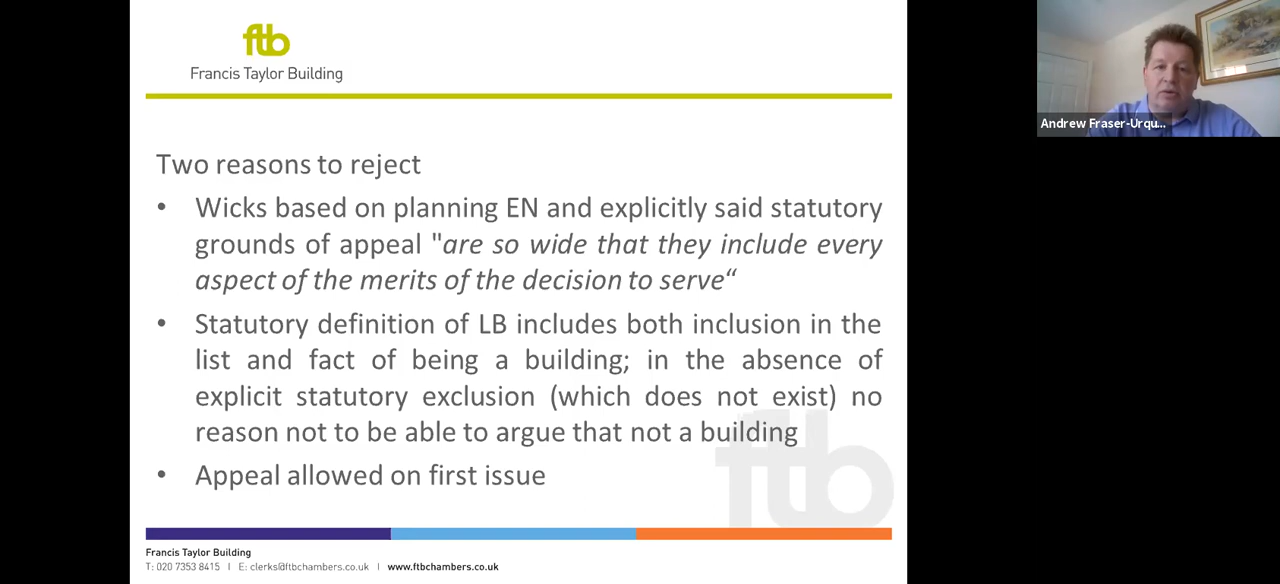 ftb
Francis Taylor Building
Andrew Fraser-Urqu...
Two reasons to reject
• Wicks based on planning EN and explicitly said statutory
grounds of appeal "are so wide that they include every
aspect of the merits of the decision to serve“
• Statutory definition of LB includes both inclusion in the
list and fact of being a building; in the absence of
explicit statutory exclusion (which does not exist) no
reason not to be able to argue that not a building
• Appeal allowed on first issue
ftb
Francis Taylor Building
T: 020 7353 8415 I E: clerks@ftbchambers.co.uk I www.ftbchambers.co.uk